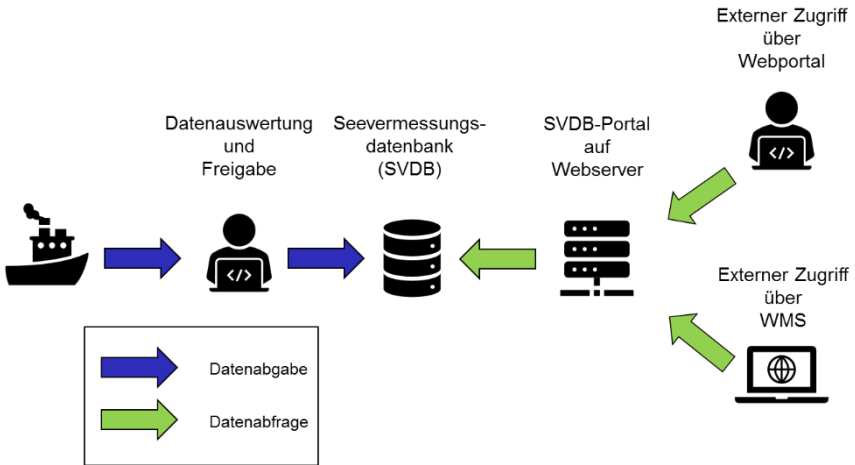 Externer Zugriff
über
Webportal
Datenauswertung
und
Freigabe
Seevermessungs-
datenbank
(SVDB)
SVDB-Portal
auf
Webserver
</>
</>
Externer Zugriff
über
WMS
Datenabgabe
Datenabfrage